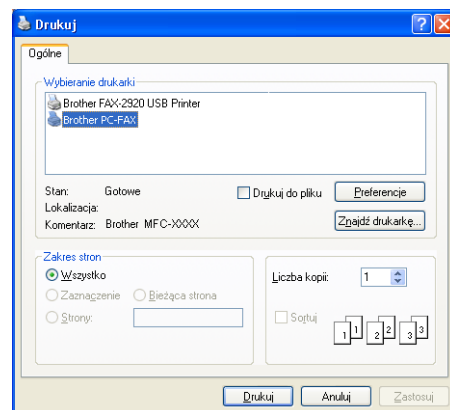 Drukuj
Ogólne
Wybieranie drukarki
Brother FAX-2920 USB Printer
Brother PC-FAX
Stan: Gotowe
Drukuj do pliku
Preferencje
Lokalizacja:
Komentarz: Brother MFC-XXXX
Znajdź drukarkę...
Zakres stron
Wszystko
Zaznaczenie
Bieżąca strona
Strony:
Liczba kopii: 1
Sortuj
1 1 2 2 3 3
Drukuj
Anuluj
Zastosuj